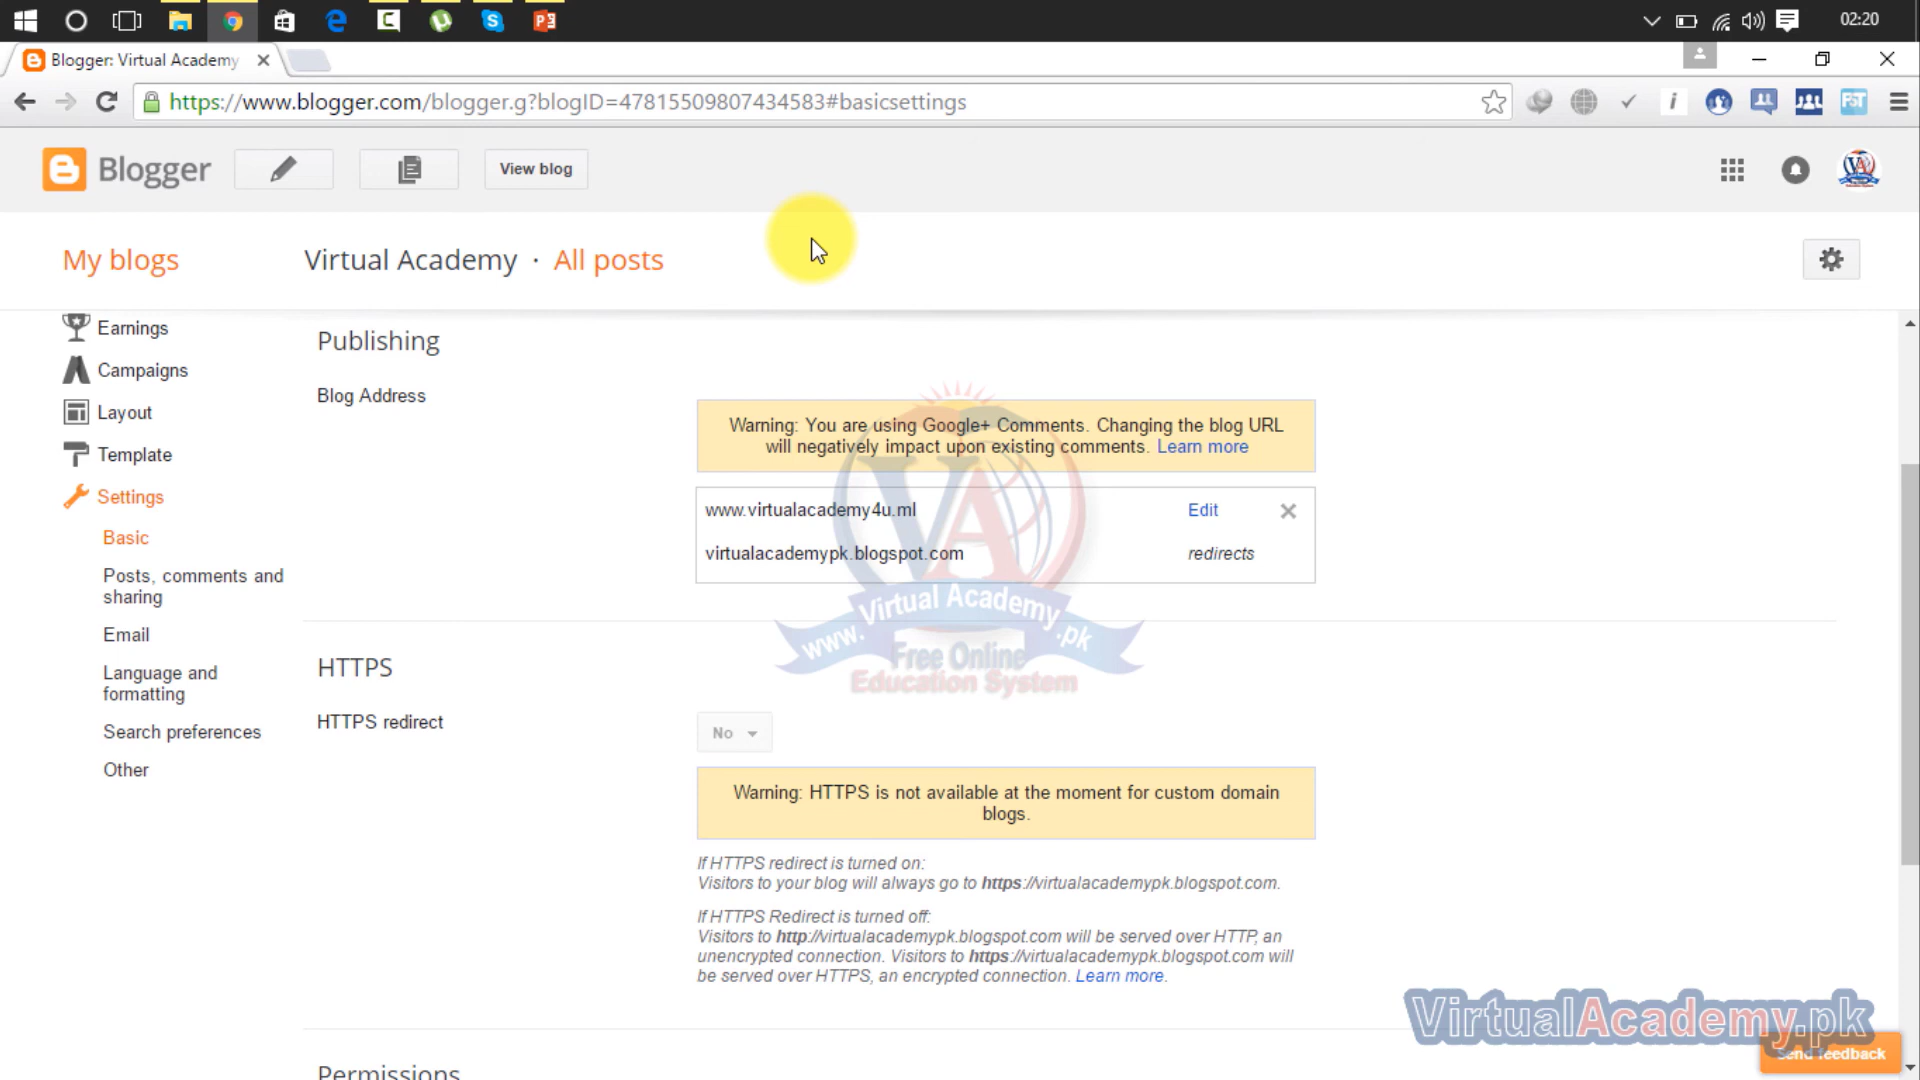 02:20
Blogger: Virtual Academy
https://www.blogger.com/blogger.g?blogID=47815509807434583#basicsettings
Blogger
View blog
My blogs
Virtual Academy · All posts
Earnings
Campaigns
Layout
Template
Settings
Basic
Posts, comments and
sharing
Email
Language and
formatting
Search preferences
Other
Publishing
Blog Address
Warning: You are using Google+ Comments. Changing the blog URL
will negatively impact upon existing comments. Learn more
www.virtualacademy4u.ml Edit
virtualacademypk.blogspot.com redirects
VA
www.Virtual Academy.pk
Free Online
Education System
HTTPS
HTTPS redirect
No
Warning: HTTPS is not available at the moment for custom domain
blogs.
If HTTPS redirect is turned on:
Visitors to your blog will always go to https://virtualacademypk.blogspot.com.
If HTTPS Redirect is turned off:
Visitors to http://virtualacademypk.blogspot.com will be served over HTTP, an
unencrypted connection. Visitors to https://virtualacademypk.blogspot.com will
be served over HTTPS, an encrypted connection. Learn more.
Permissions
VirtualAcademy.pk
Send feedback